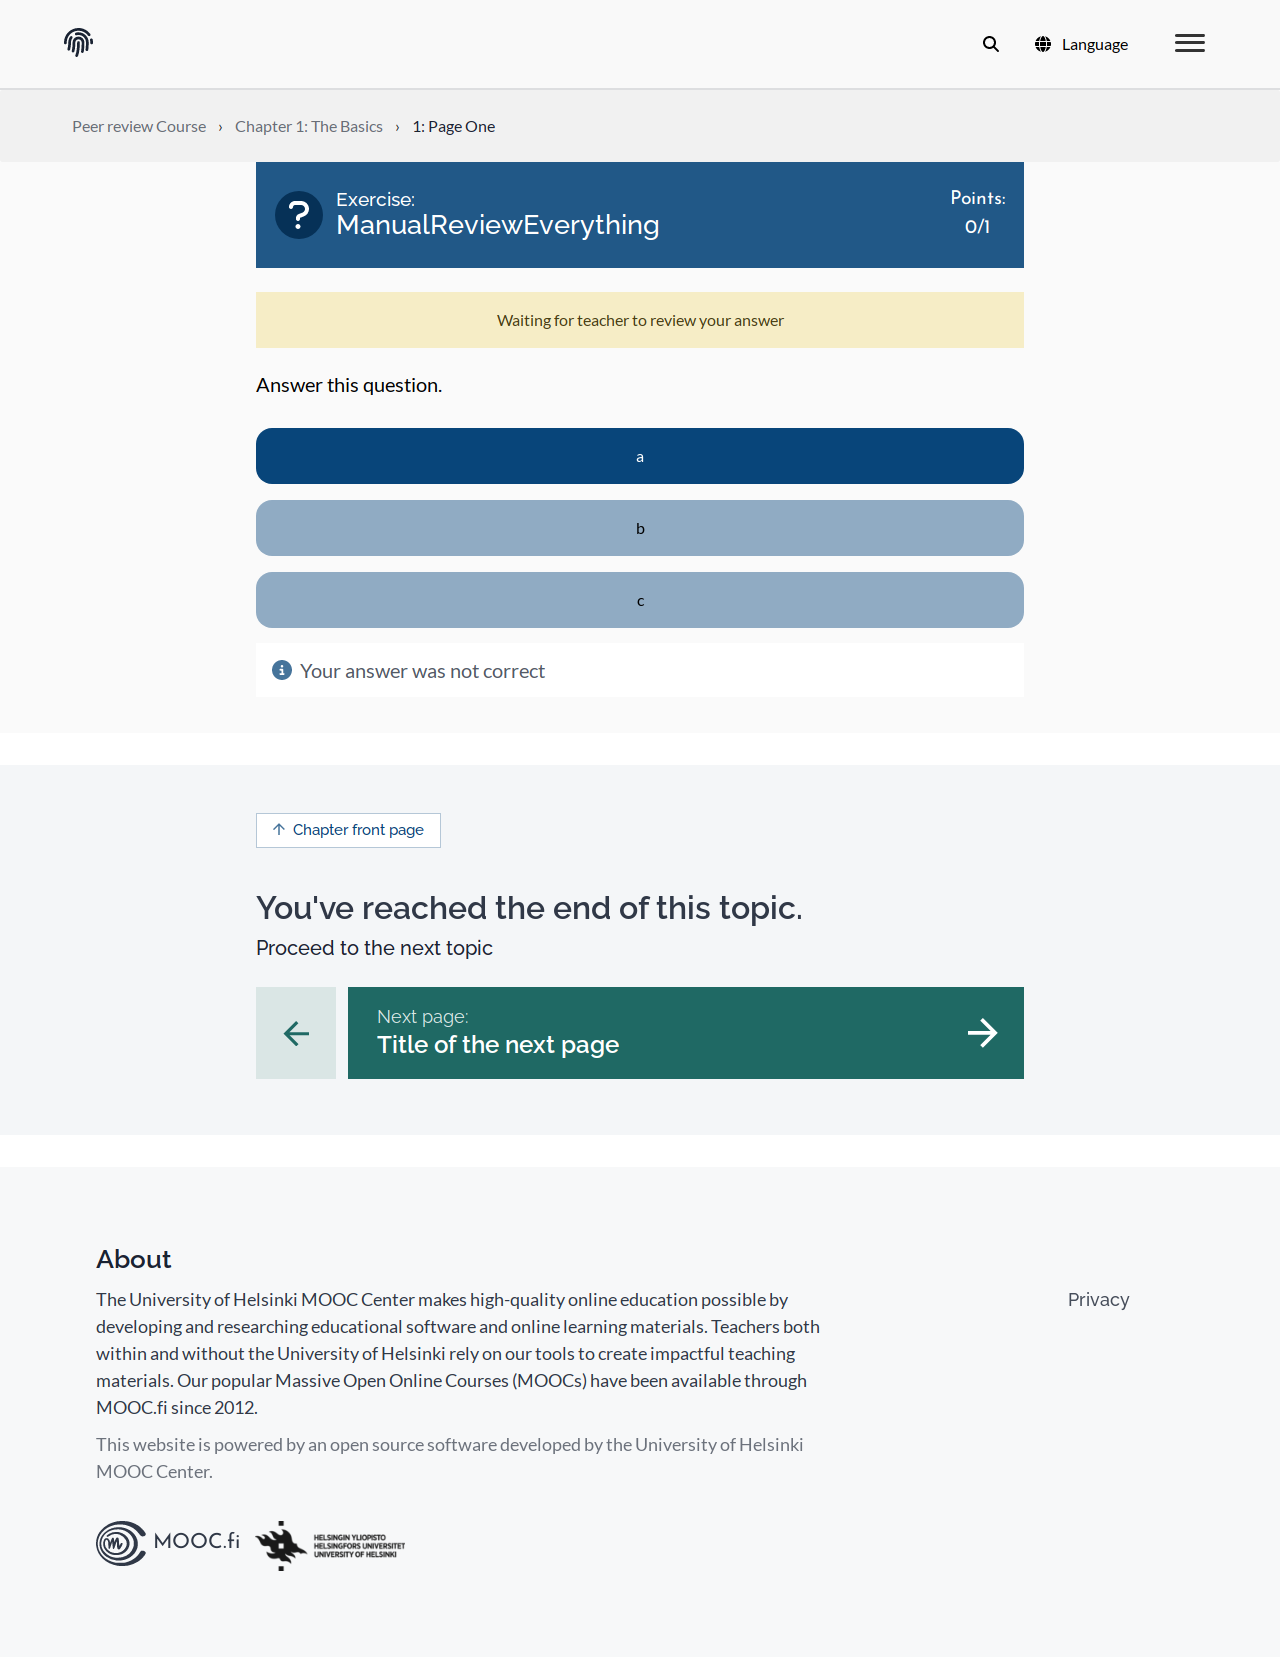 Language
Peer review Course › Chapter 1: The Basics › 1: Page One
Exercise:
ManualReviewEverything
Points:
0/1
Waiting for teacher to review your answer
Answer this question.
a
b
c
Your answer was not correct
Chapter front page
You've reached the end of this topic.
Proceed to the next topic
Next page:
Title of the next page
About
The University of Helsinki MOOC Center makes high-quality online education possible by
developing and researching educational software and online learning materials. Teachers both
within and without the University of Helsinki rely on our tools to create impactful teaching
materials. Our popular Massive Open Online Courses (MOOCs) have been available through
MOOC.fi since 2012.
This website is powered by an open source software developed by the University of Helsinki
MOOC Center.
Privacy
MOOC.fi
HELSINGIN YLIOPISTO
HELSINGFORS UNIVERSITET
UNIVERSITY OF HELSINKI